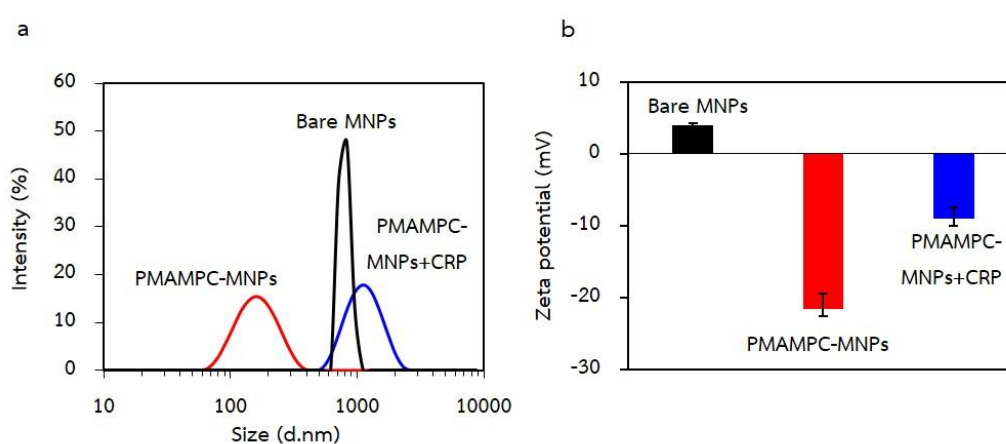 a
60
50
40
30
20
10
0
Intensity (%)
Bare MNPs
PMAMPC-
MNPs+CRP
PMAMPC-MNPs
10
100
1000
10000
Size (d.nm)
b
10
0
-10
-20
-30
Zeta potential (mV)
Bare MNPs
PMAMPC-
MNPs+CRP
PMAMPC-MNPs